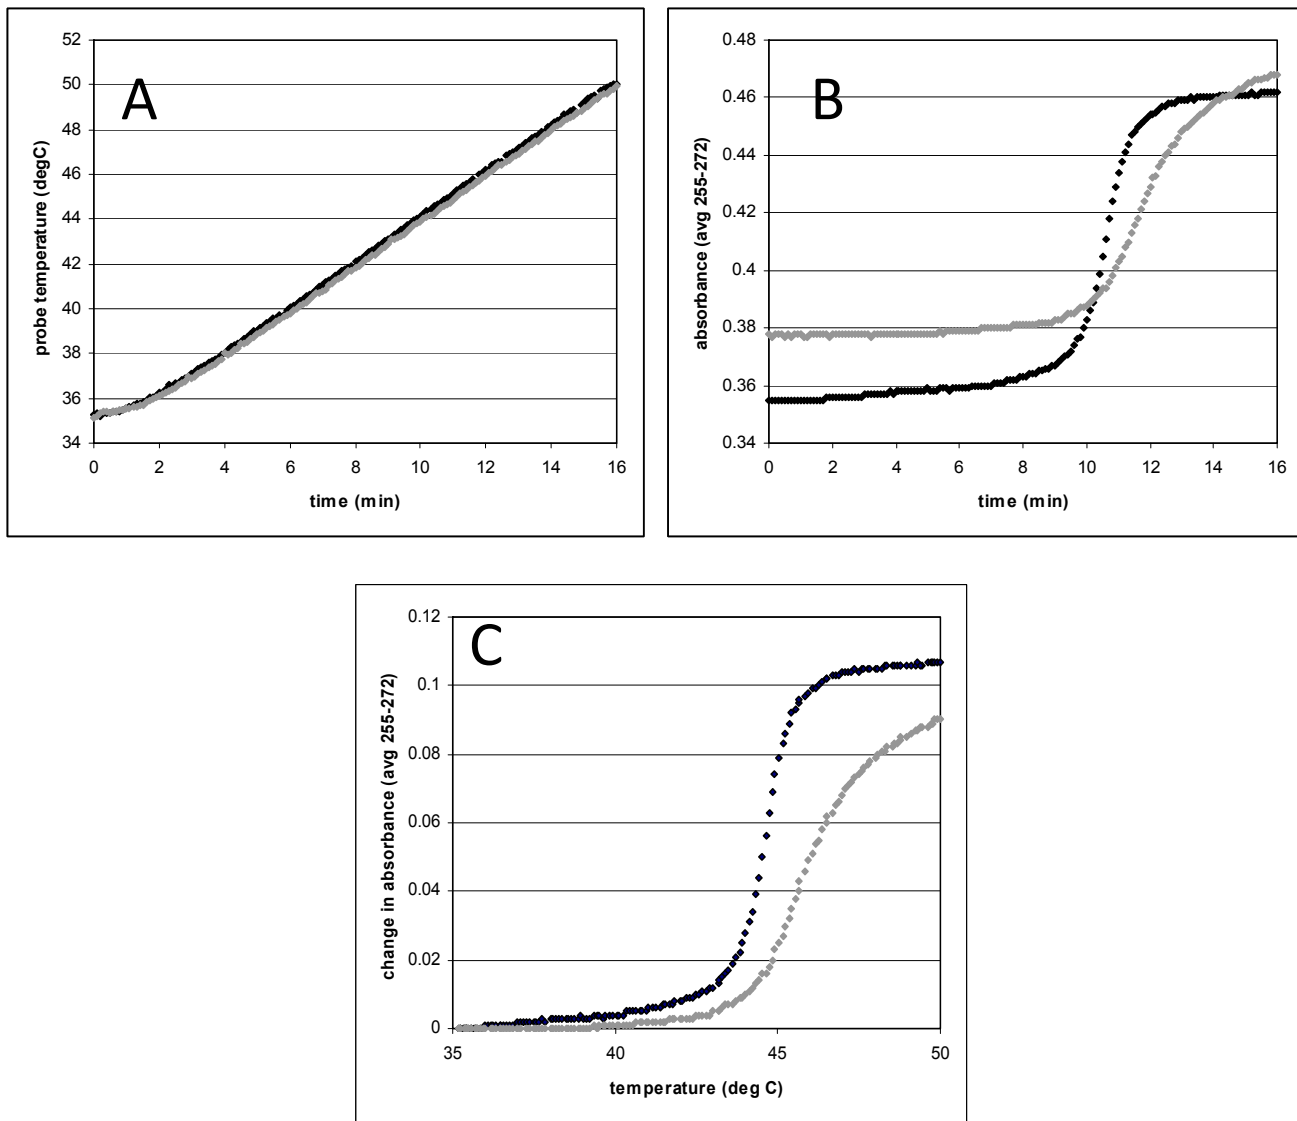 A
52
50
48
46
44
42
40
38
36
34
probe temperature (degC)
0 2 4 6 8 10 12 14 16
time (min)
B
0.48
0.46
0.44
0.42
0.4
0.38
0.36
0.34
absorbance (avg 255-272)
0 2 4 6 8 10 12 14 16
time (min)
C
0.12
0.1
0.08
0.06
0.04
0.02
0
change in absorbance (avg 255-272)
35 40 45 50
temperature (deg C)